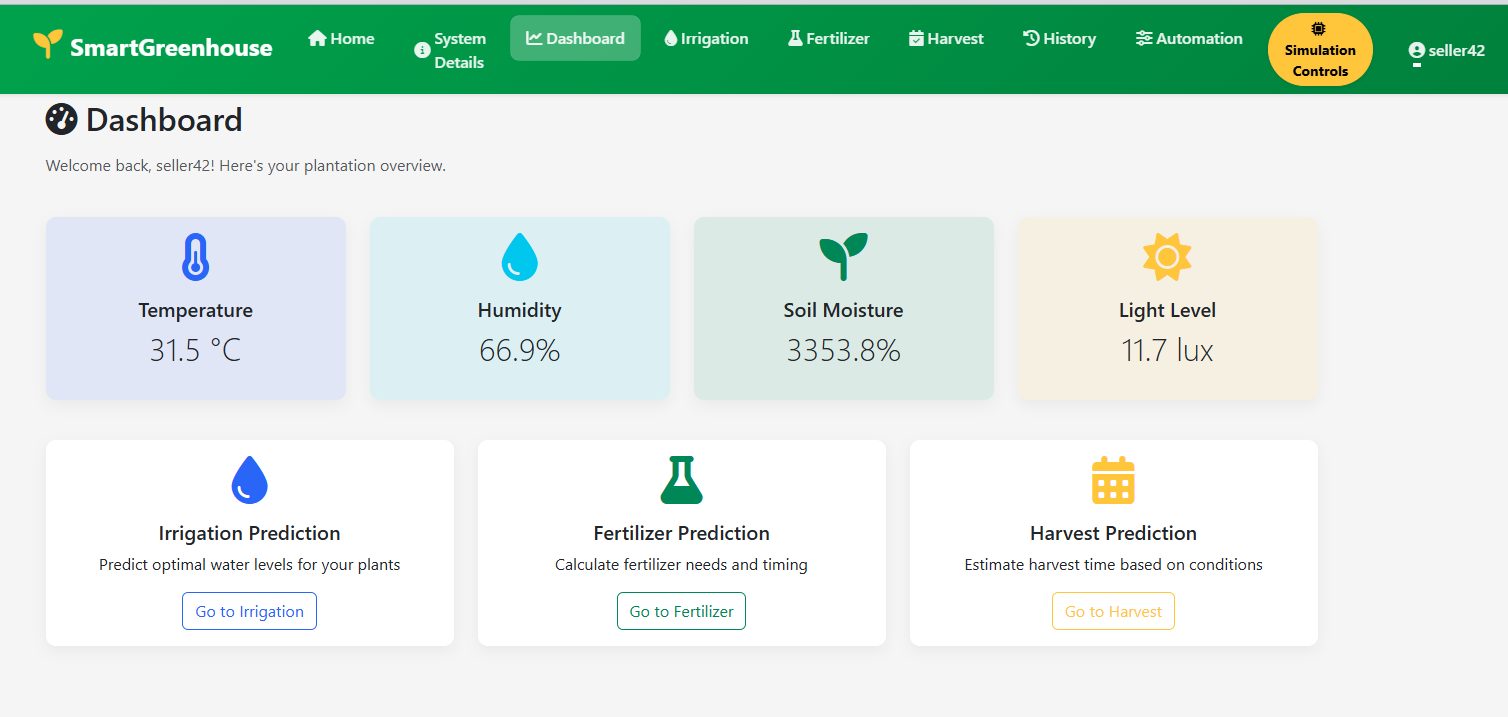 SmartGreenhouse
Home
System
Details
Dashboard
Irrigation
Fertilizer
Harvest
History
Automation
Simulation
Controls
seller42
Dashboard
Welcome back, seller42! Here's your plantation overview.
Temperature
31.5 °C
Humidity
66.9%
Soil Moisture
3353.8%
Light Level
11.7 lux
Irrigation Prediction
Predict optimal water levels for your plants
Go to Irrigation
Fertilizer Prediction
Calculate fertilizer needs and timing
Go to Fertilizer
Harvest Prediction
Estimate harvest time based on conditions
Go to Harvest